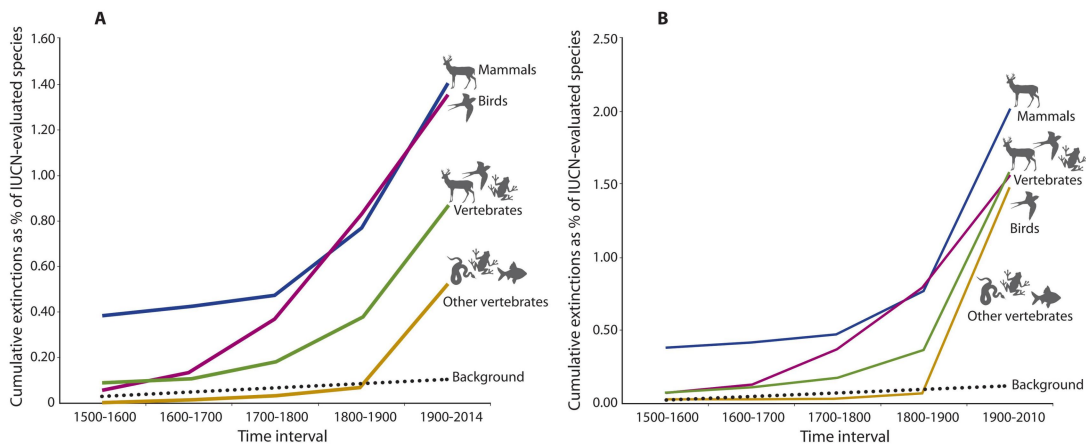 A
Cumulative extinctions as % of IUCN-evaluated species
1.60
1.40
1.20
1.00
0.80
0.60
0.40
0.20
0
Mammals
Birds
Vertebrates
Other vertebrates
Background
1500-1600
1600-1700
1700-1800
1800-1900
1900-2014
Time interval
B
Cumulative extinctions as % of IUCN-evaluated species
2.50
2.00
1.50
1.00
0.50
0.00
Mammals
Vertebrates
Birds
Other vertebrates
Background
1500-1600
1600-1700
1700-1800
1800-1900
1900-2010
Time interval